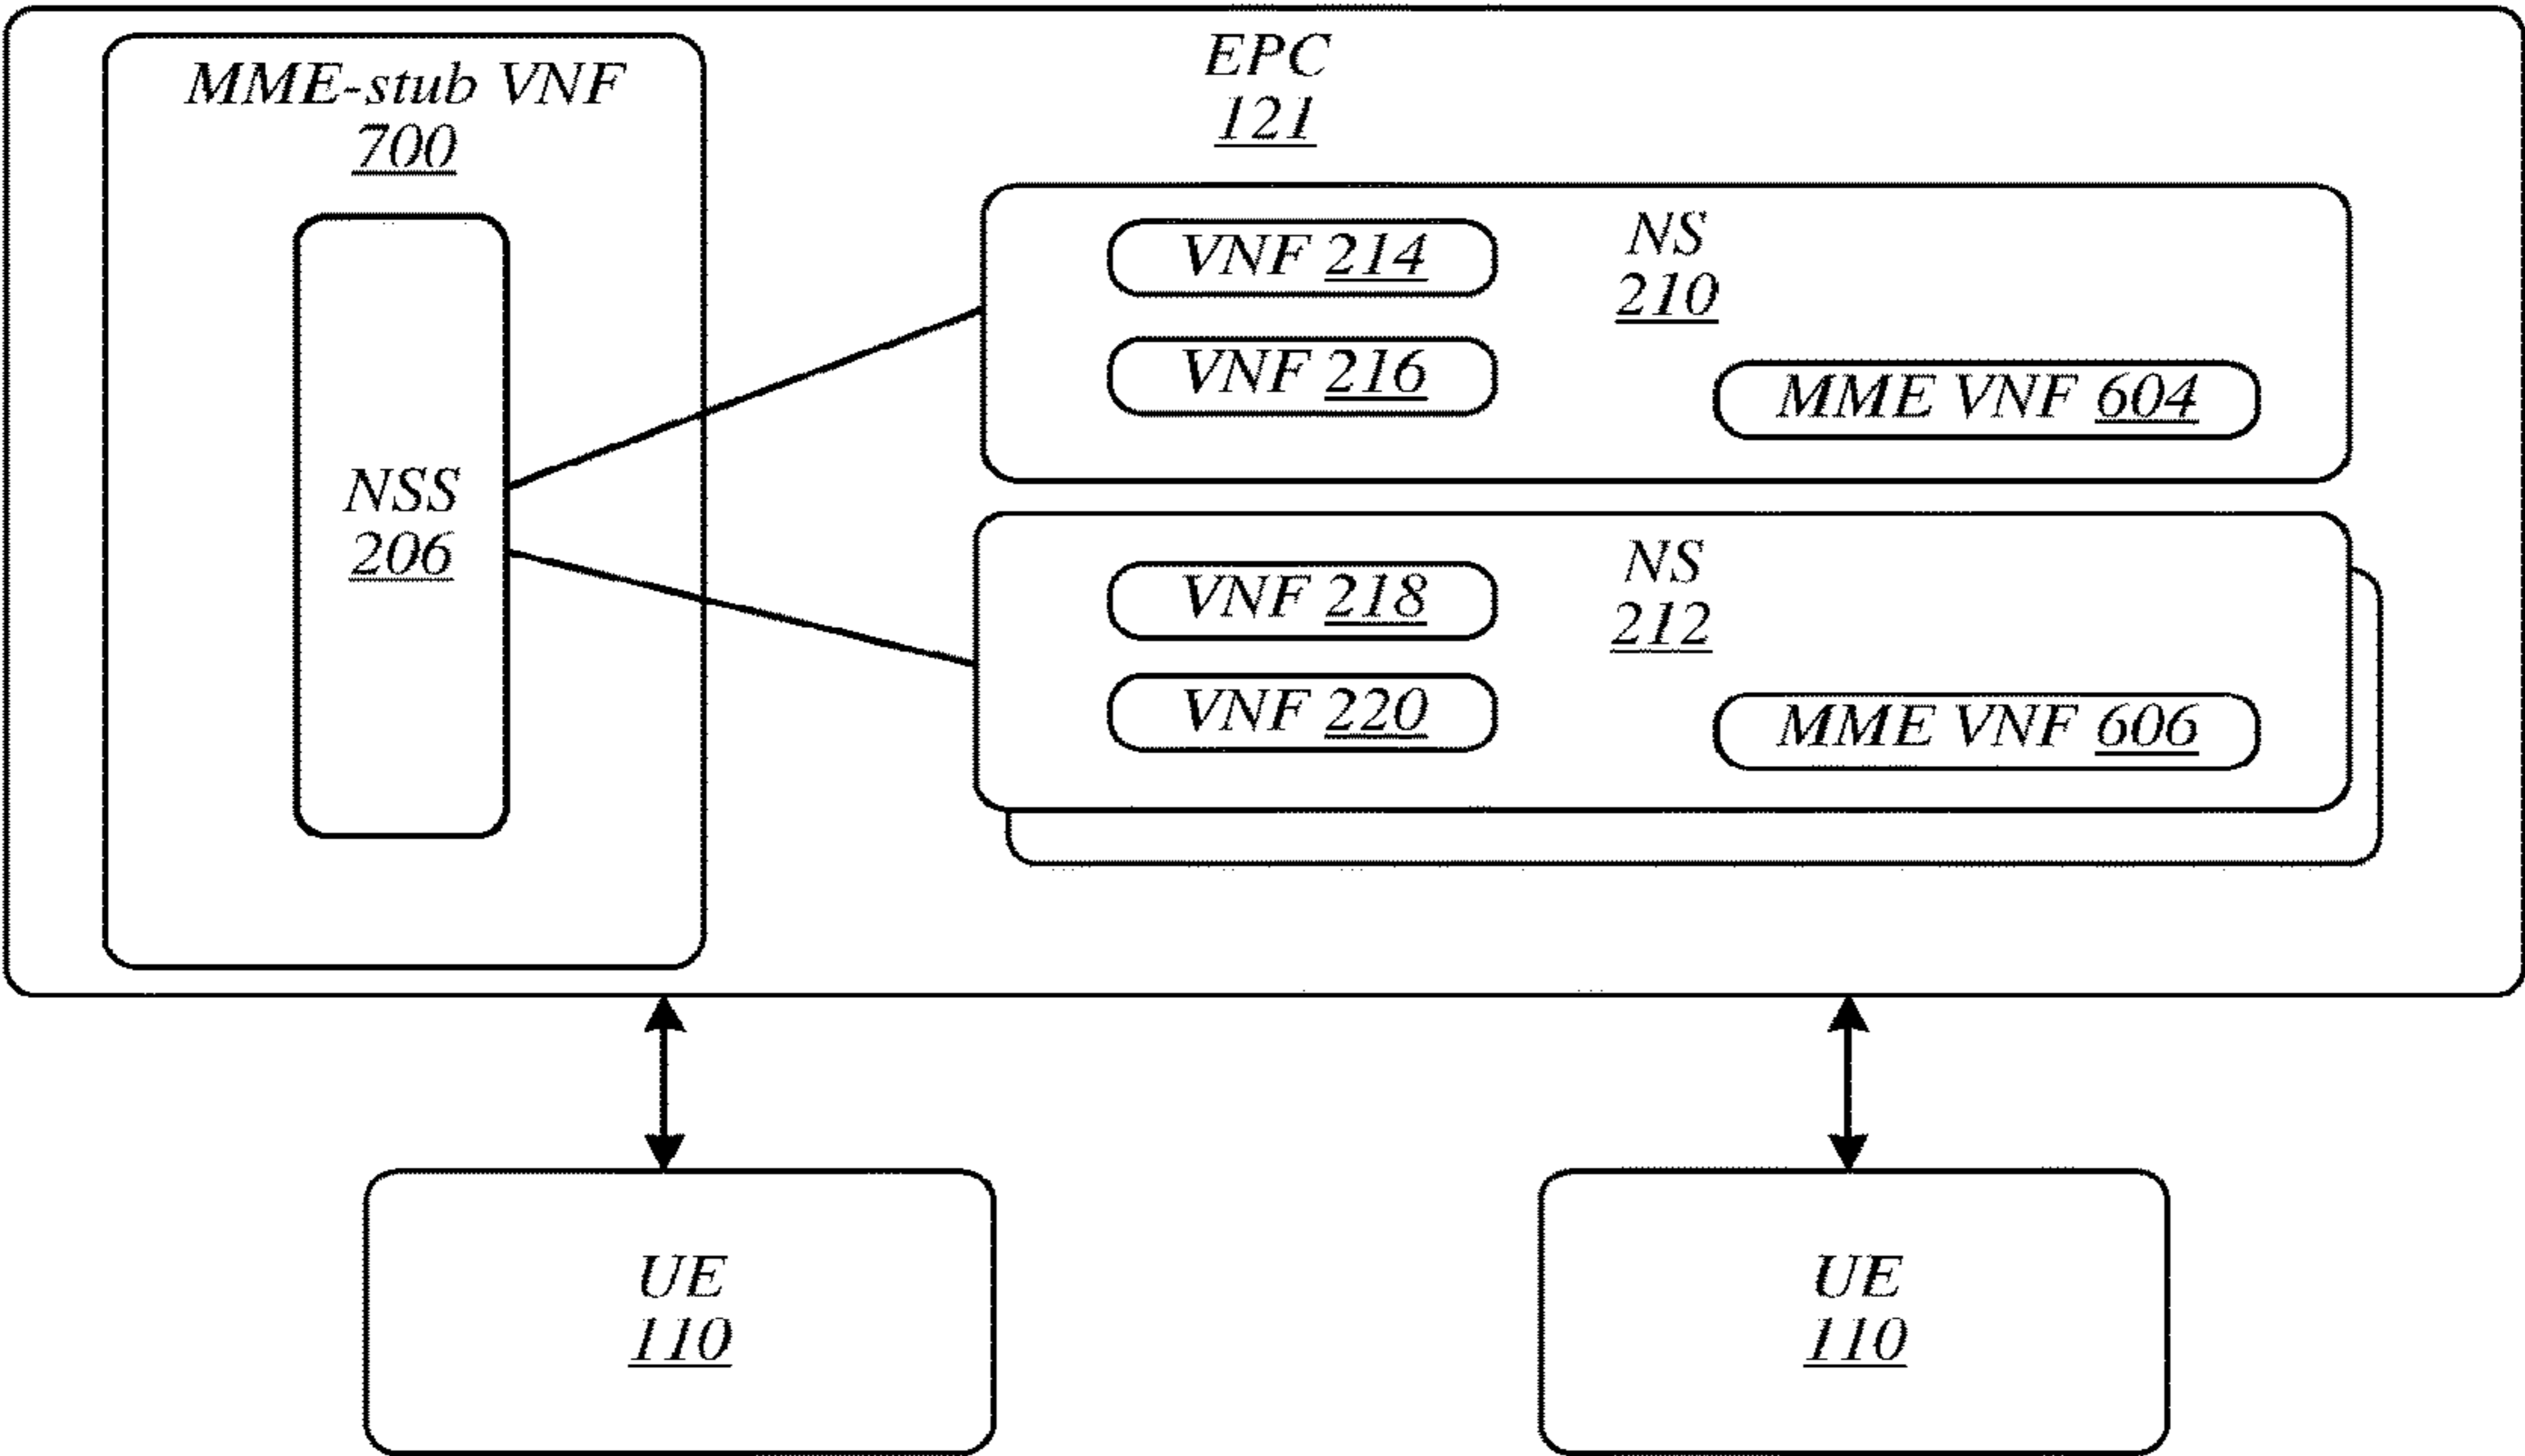 MME-stub VNF
700
NSS
206
EPC
121
VNF 214
VNF 216
NS
210
MME VNF 604
VNF 218
VNF 220
NS
212
MME VNF 606
UE
110
UE
110